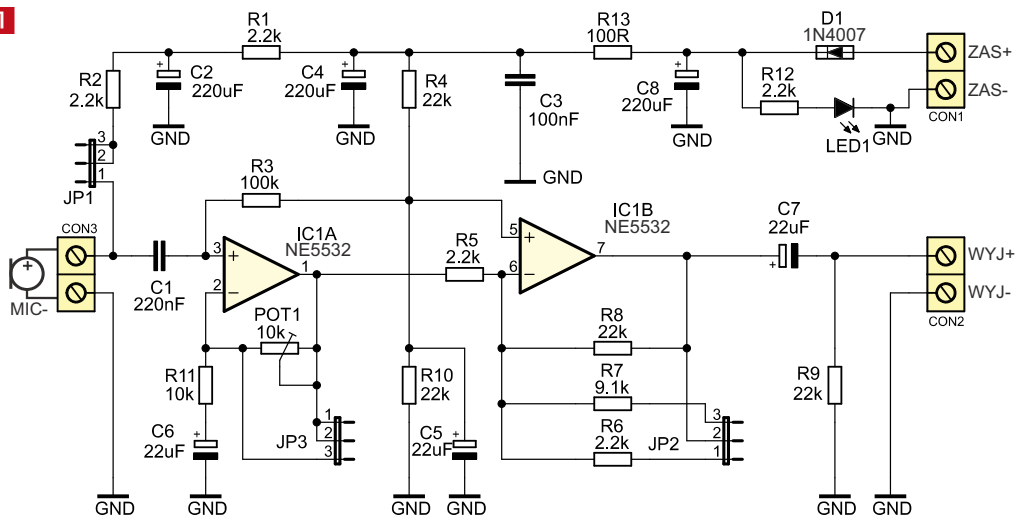 1
R1
2.2k
R13
100R
D1
1N4007
ZAS+
ZAS-
CON1
R2
2.2k
+
C2
220uF
GND
+
C4
220uF
GND
R4
22k
C3
100nF
GND
+
C8
220uF
GND
R12
2.2k
LED1
GND
3
2
1
JP1
R3
100k
CON3
MIC-
C1
220nF
IC1A
NE5532
3
+
2
−
1
R5
2.2k
IC1B
NE5532
5
+
6
−
7
C7
22uF
+
WYJ+
WYJ-
CON2
POT1
10k
R11
10k
+
C6
22uF
GND
1
2
3
JP3
R10
22k
+
C5
22uF
R8
22k
R7
9.1k
R6
2.2k
3
2
1
JP2
R9
22k
GND
GND
GND
GND
GND
GND